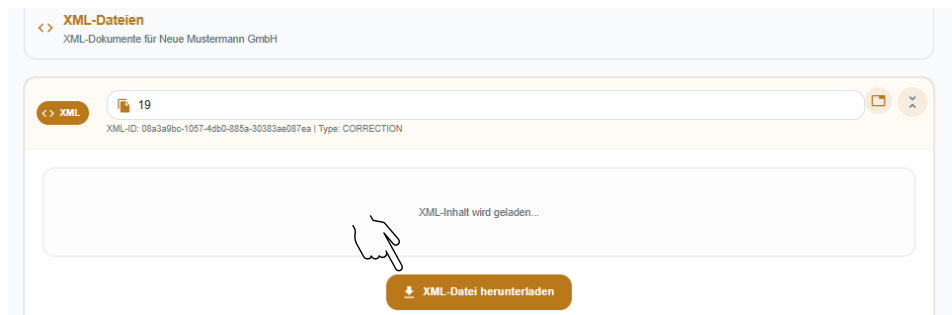 XML-Dateien
XML-Dokumente für Neue Mustermann GmbH
<> XML
19
XML-ID: 08a3a9bc-1057-4db0-885a-30383ae087ea | Type: CORRECTION
XML-Inhalt wird geladen...
XML-Datei herunterladen